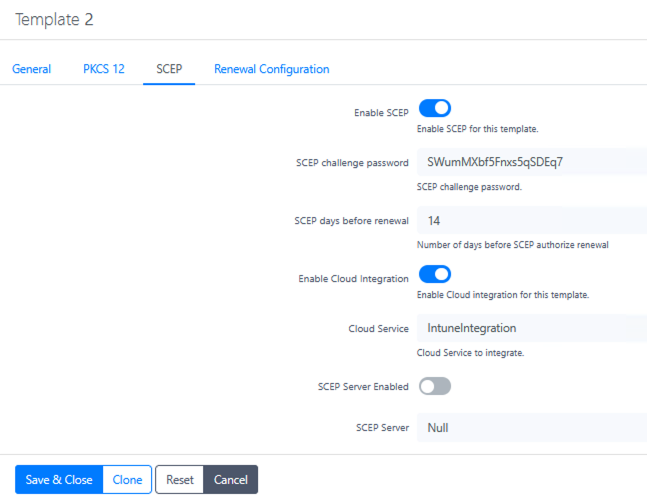 Template 2
General PKCS 12 SCEP Renewal Configuration
Enable SCEP
Enable SCEP for this template.
SCEP challenge password SWumMXbf5Fnxs5qSDEq7
SCEP challenge password.
SCEP days before renewal 14
Number of days before SCEP authorize renewal
Enable Cloud Integration
Enable Cloud integration for this template.
Cloud Service IntuneIntegration
Cloud Service to integrate.
SCEP Server Enabled
SCEP Server Null
Save & Close Clone Reset Cancel